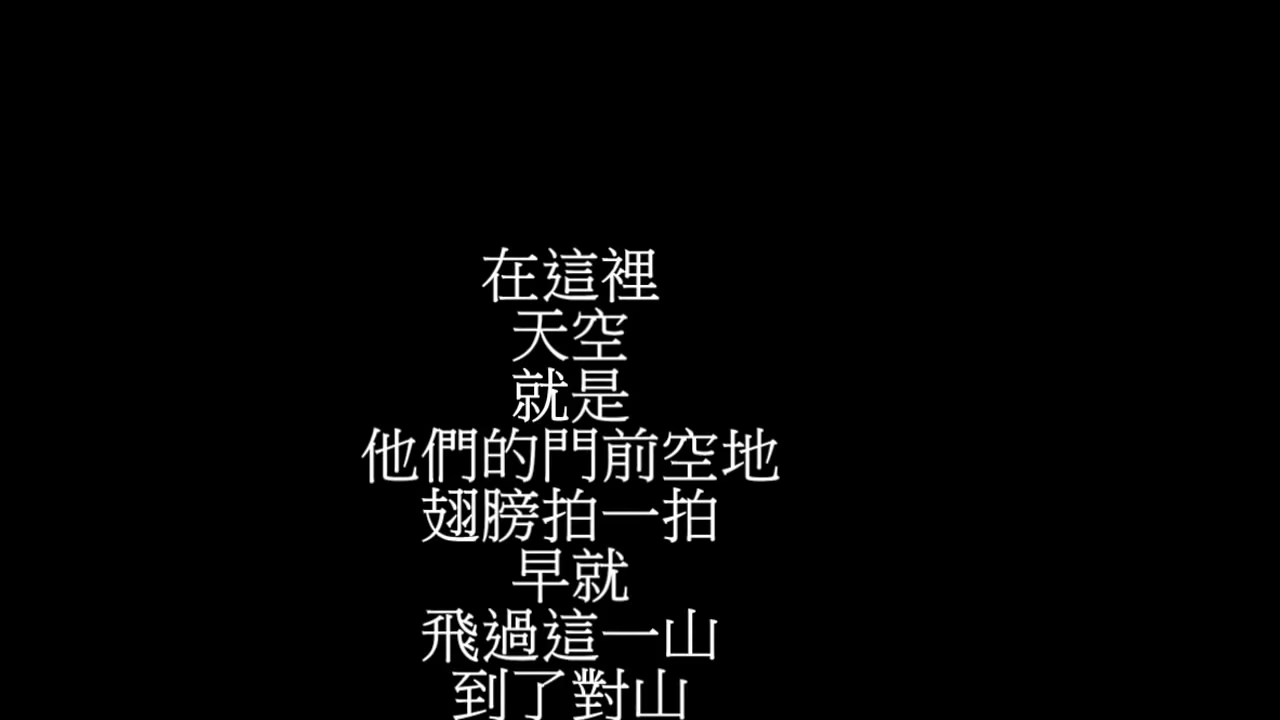 在這裡
天空
就是
他們的門前空地
翅膀拍一拍
早就
飛過這一山
到了對山